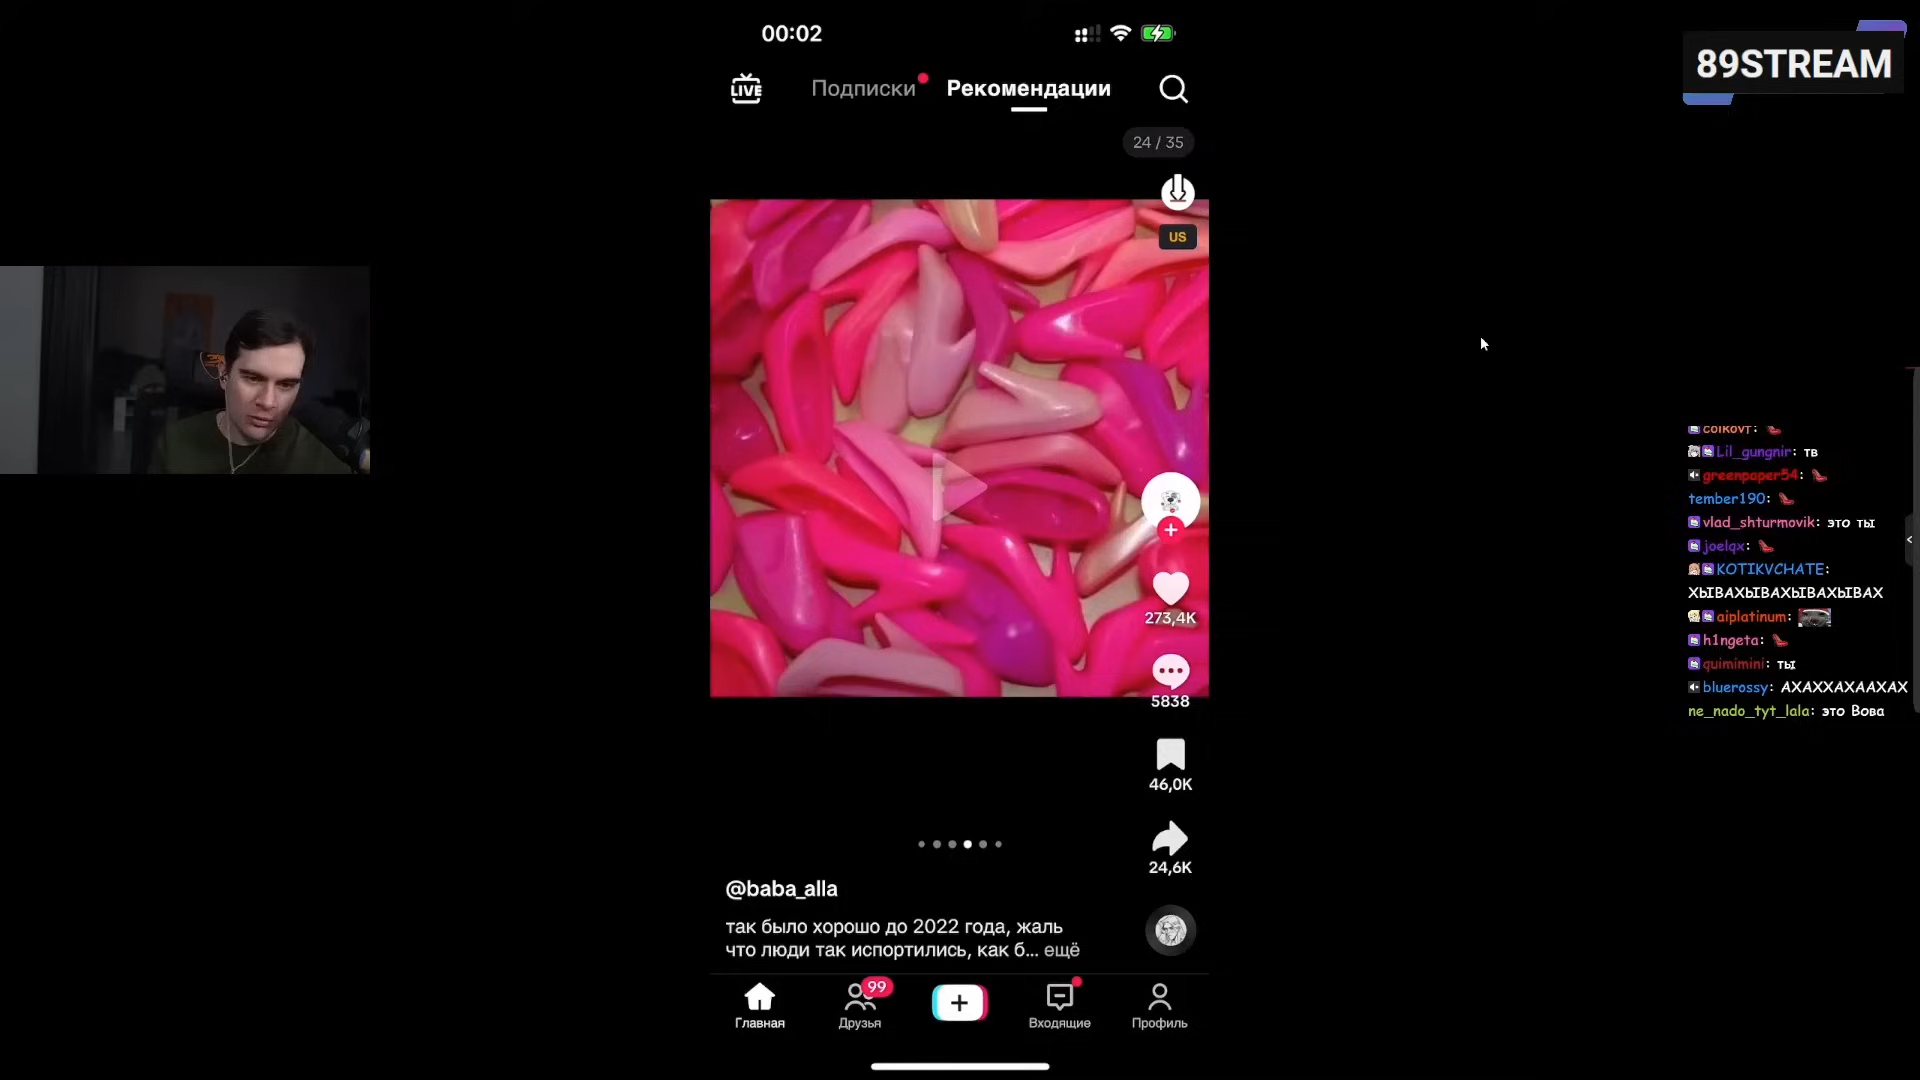 00:02
89STREAM
LIVE
Подписки
Рекомендации
24 / 35
US
273,4K
5838
46,0K
24,6K
@baba_alla
так было хорошо до 2022 года, жаль
что люди так испортились, как б... ещё
Главная
99
Друзья
Входящие
Профиль
colkovf:
Lil_gungnir: тв
greenpaper54:
tember190:
vlad_shturmovik: это ты
joelqx:
KOTIKVCHATE:
ХЫВАХЫВАХЫВАХЫВАХ
aiplatinum:
h1ngeta:
quimimini: ты
bluerossy: АХАХХАХААХАХ
ne_nado_tyt_lala: это Вова